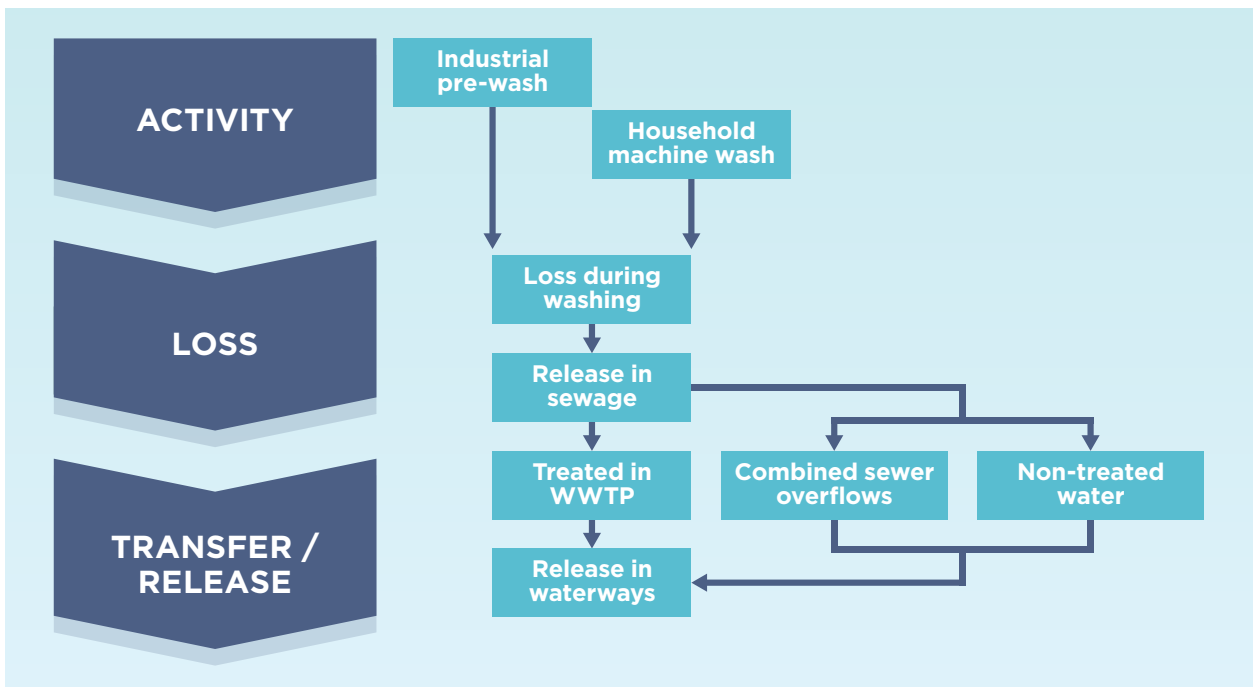 ACTIVITY
Industrial
pre-wash
Household
machine wash
LOSS
Loss during
washing
Release in
sewage
TRANSFER /
RELEASE
Treated in
WWTP
Combined sewer
overflows
Non-treated
water
Release in
waterways